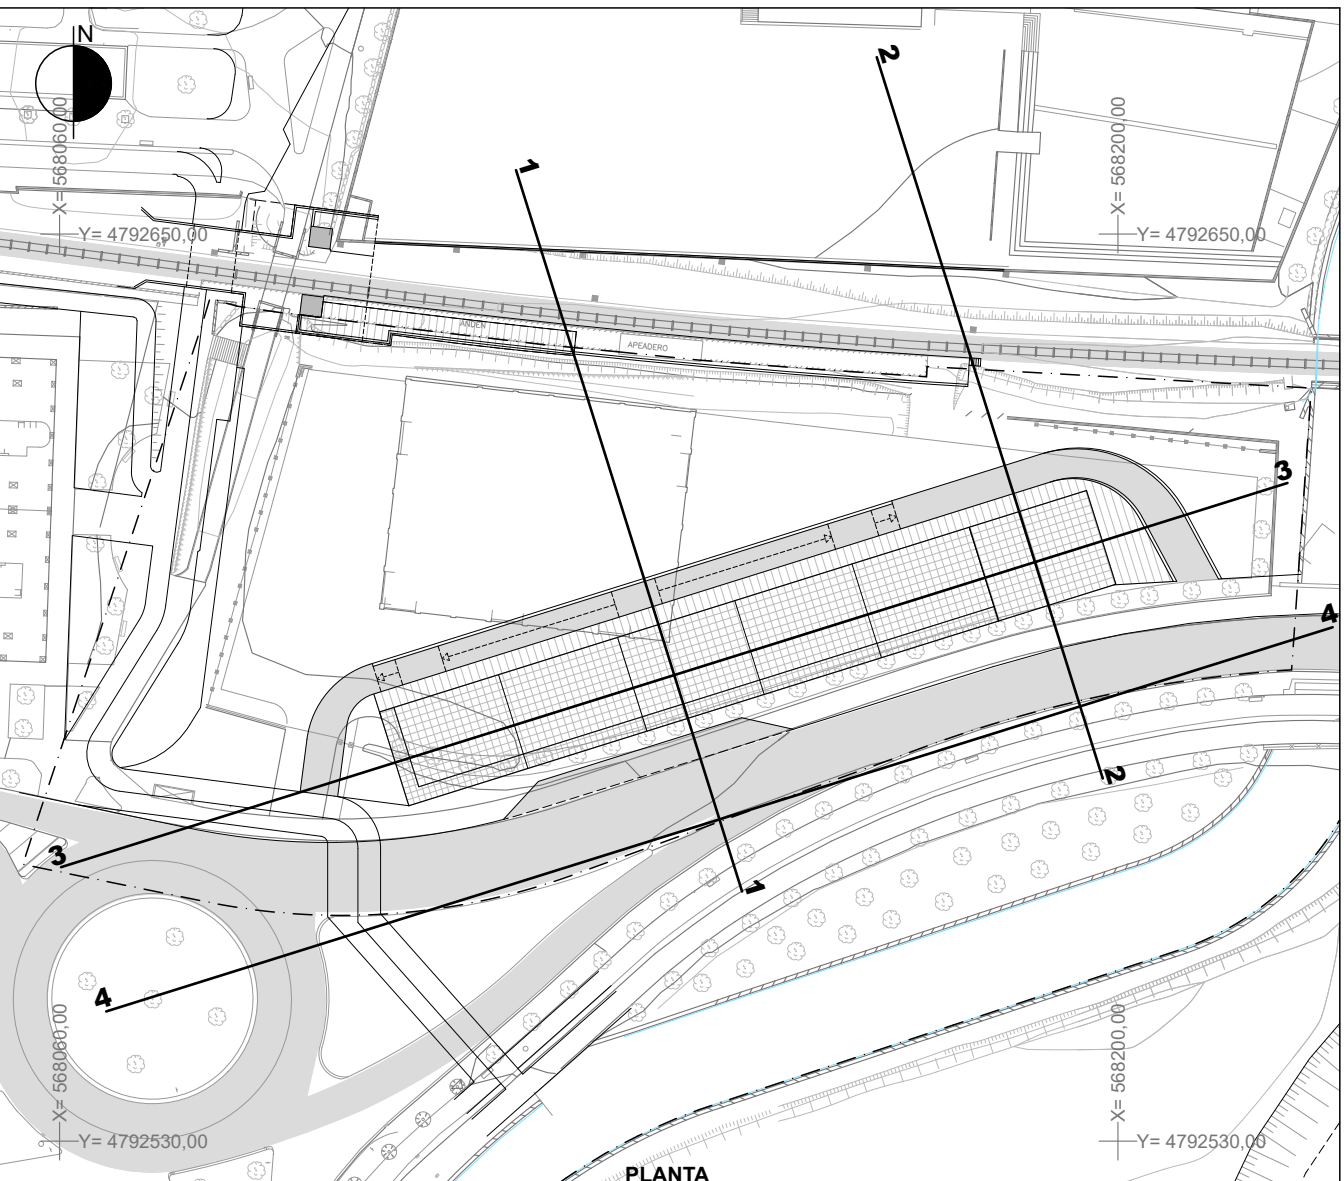 N
2
X= 568060,00
X= 568200,00
1
Y= 4792650,00
Y= 4792650,00
ANDEN
APEADERO
3
4
3
2
1
4
X= 568060,00
X= 568200,00
Y= 4792530,00
Y= 4792530,00
PLANTA